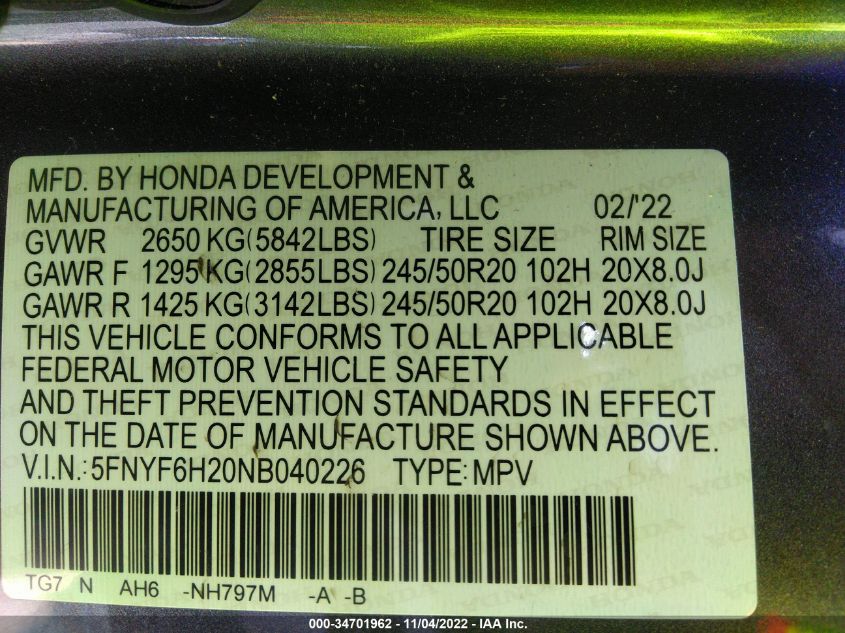 MFD. BY HONDA DEVELOPMENT &
MANUFACTURING OF AMERICA, LLC 02/'22
GVWR 2650 KG(5842LBS) TIRE SIZE RIM SIZE
GAWR F 1295 KG(2855LBS) 245/50R20 102H 20X8.0J
GAWR R 1425 KG(3142LBS) 245/50R20 102H 20X8.0J
THIS VEHICLE CONFORMS TO ALL APPLICABLE
FEDERAL MOTOR VEHICLE SAFETY
AND THEFT PREVENTION STANDARDS IN EFFECT
ON THE DATE OF MANUFACTURE SHOWN ABOVE.
V.I.N.:5FNYF6H20NB040226 TYPE:MPV
TG7 N AH6 -NH797M -A -B
000-34701962 - 11/04/2022 - IAA Inc.